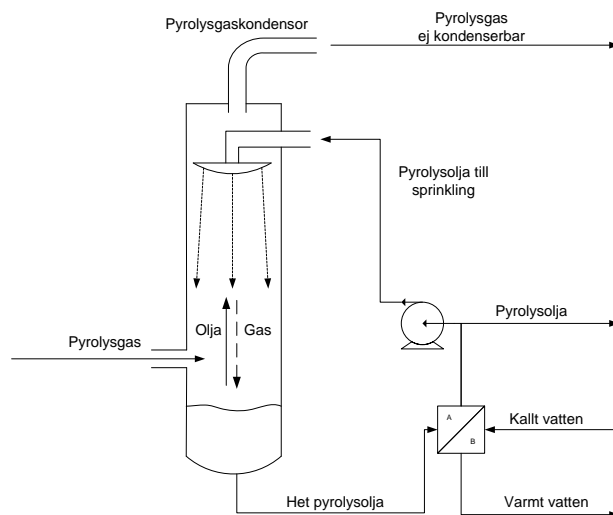 Pyrolysgaskondensor
Pyrolysgas
ej kondenserbar
Pyrolysolja till
sprinkling
Pyrolysolja
Olja
Gas
Pyrolysgas
A
B
Kallt vatten
Het pyrolysolja
Varmt vatten